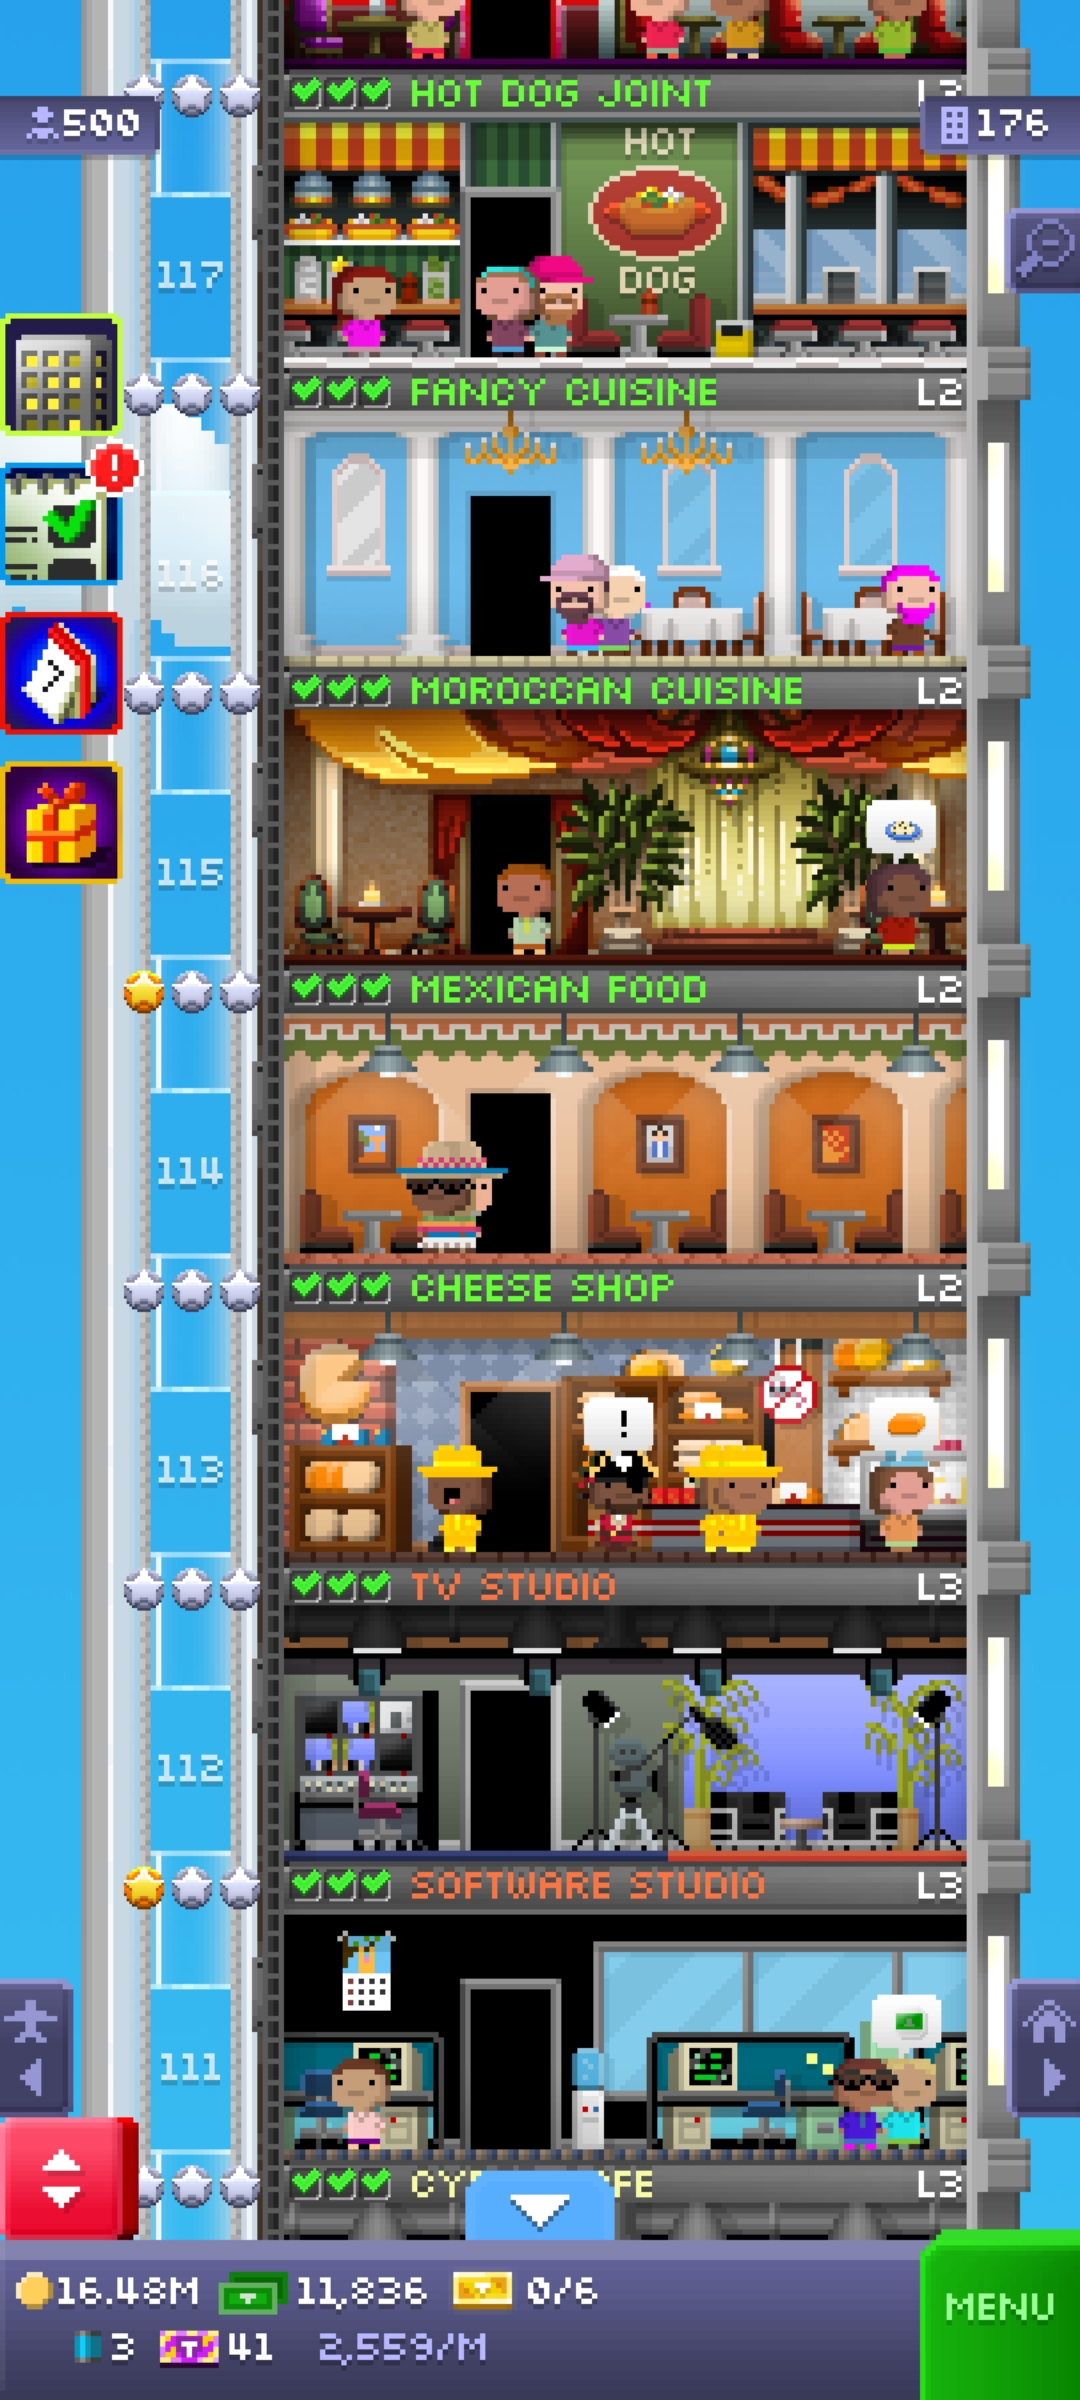 HOT DOG JOINT L3
500
176
HOT
DOG
117
FANCY CUISINE L2
116
MOROCCAN CUISINE L2
115
MEXICAN FOOD L2
114
CHEESE SHOP L2
!
113
TV STUDIO L3
112
SOFTWARE STUDIO L3
111
L3
16.48M 11,836 0/6
3 T 41 2,559/M
MENU